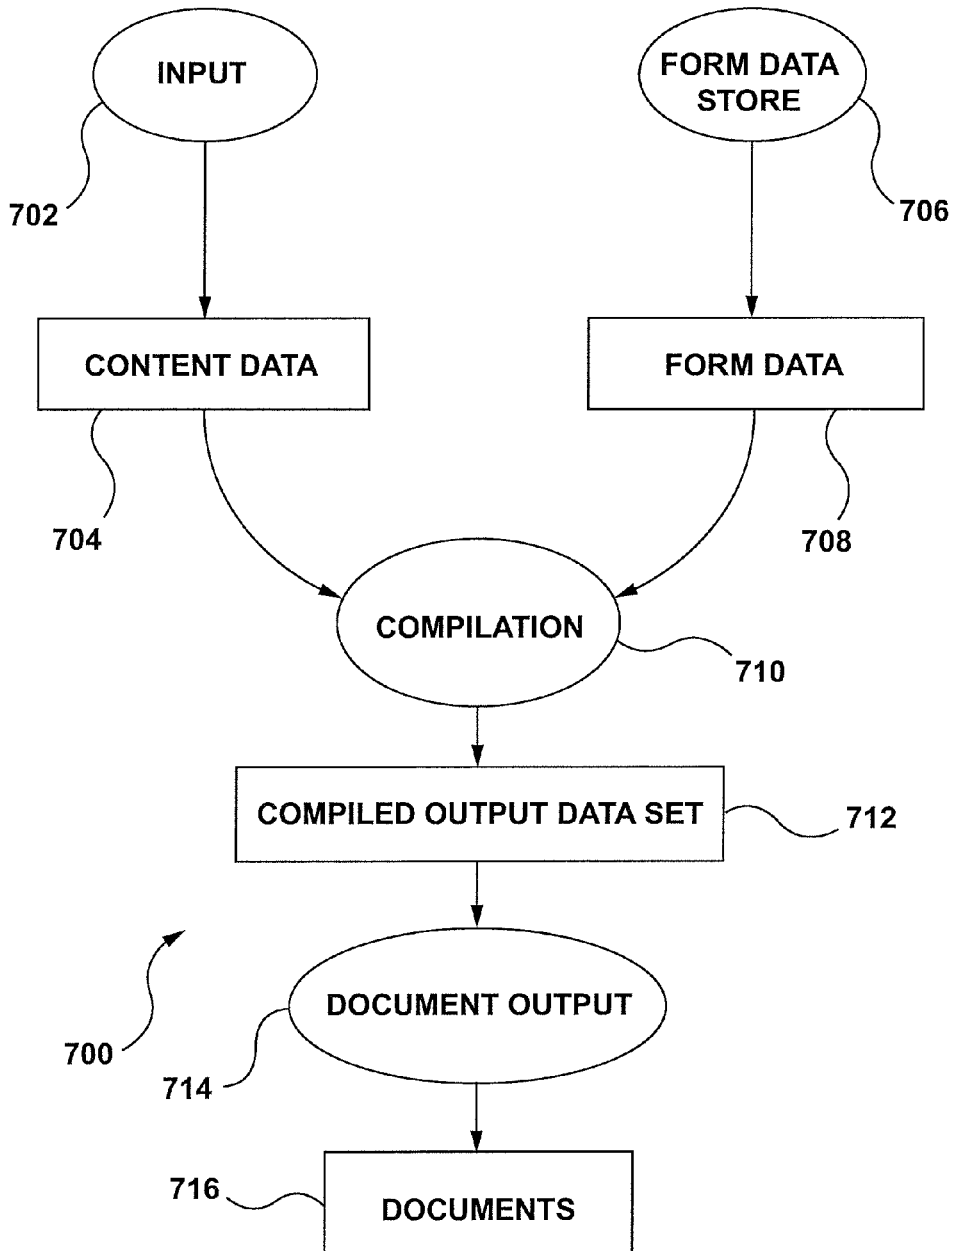 INPUT
FORM DATA
STORE
702
706
CONTENT DATA
FORM DATA
704
708
COMPILATION
710
COMPILED OUTPUT DATA SET
712
DOCUMENT OUTPUT
700
714
716
DOCUMENTS